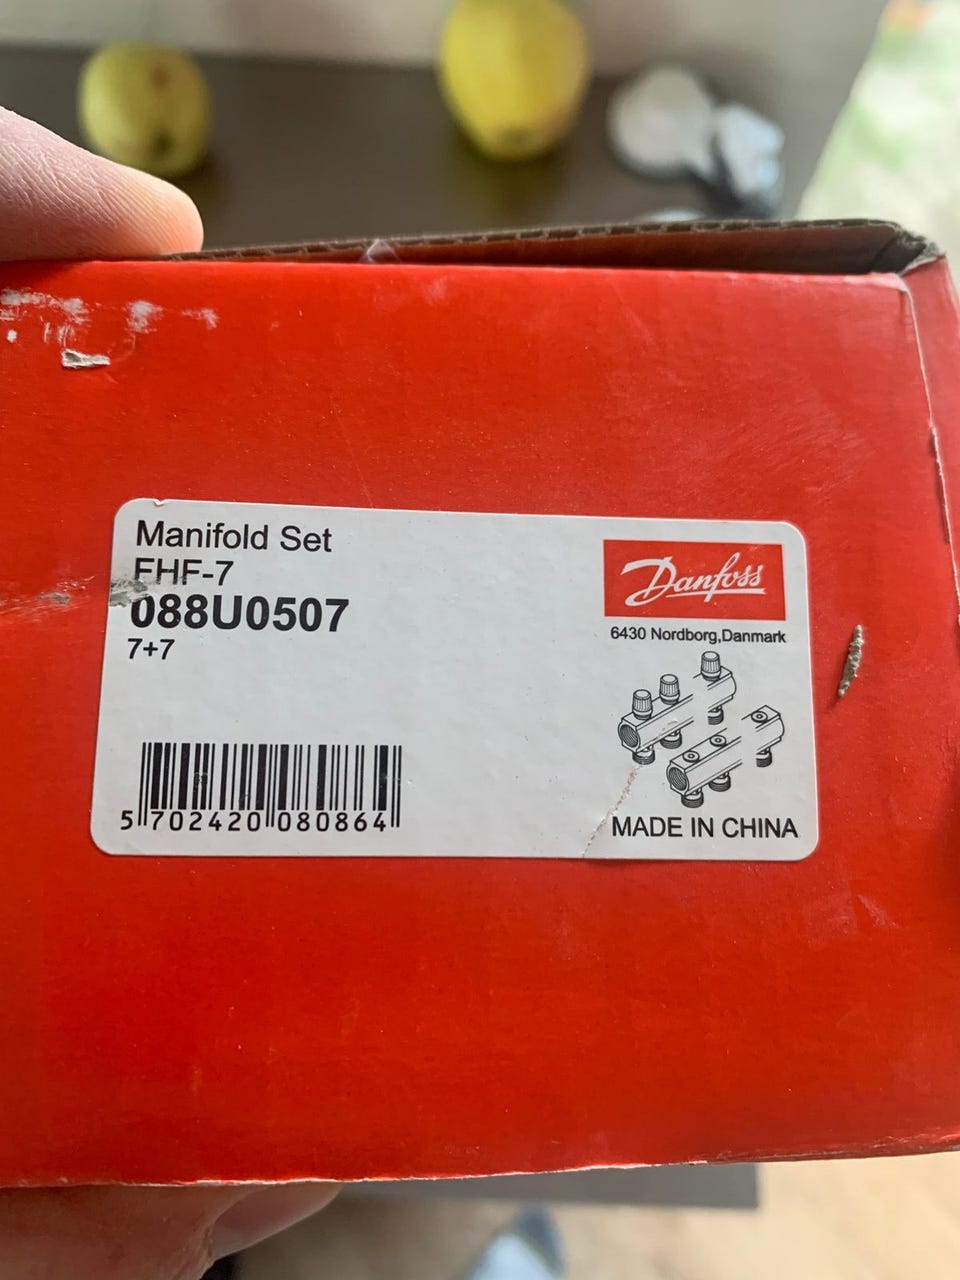 Manifold Set
FHF-7
088U0507
7+7
Danfoss
6430 Nordborg,Danmark
5 702420 080864
MADE IN CHINA